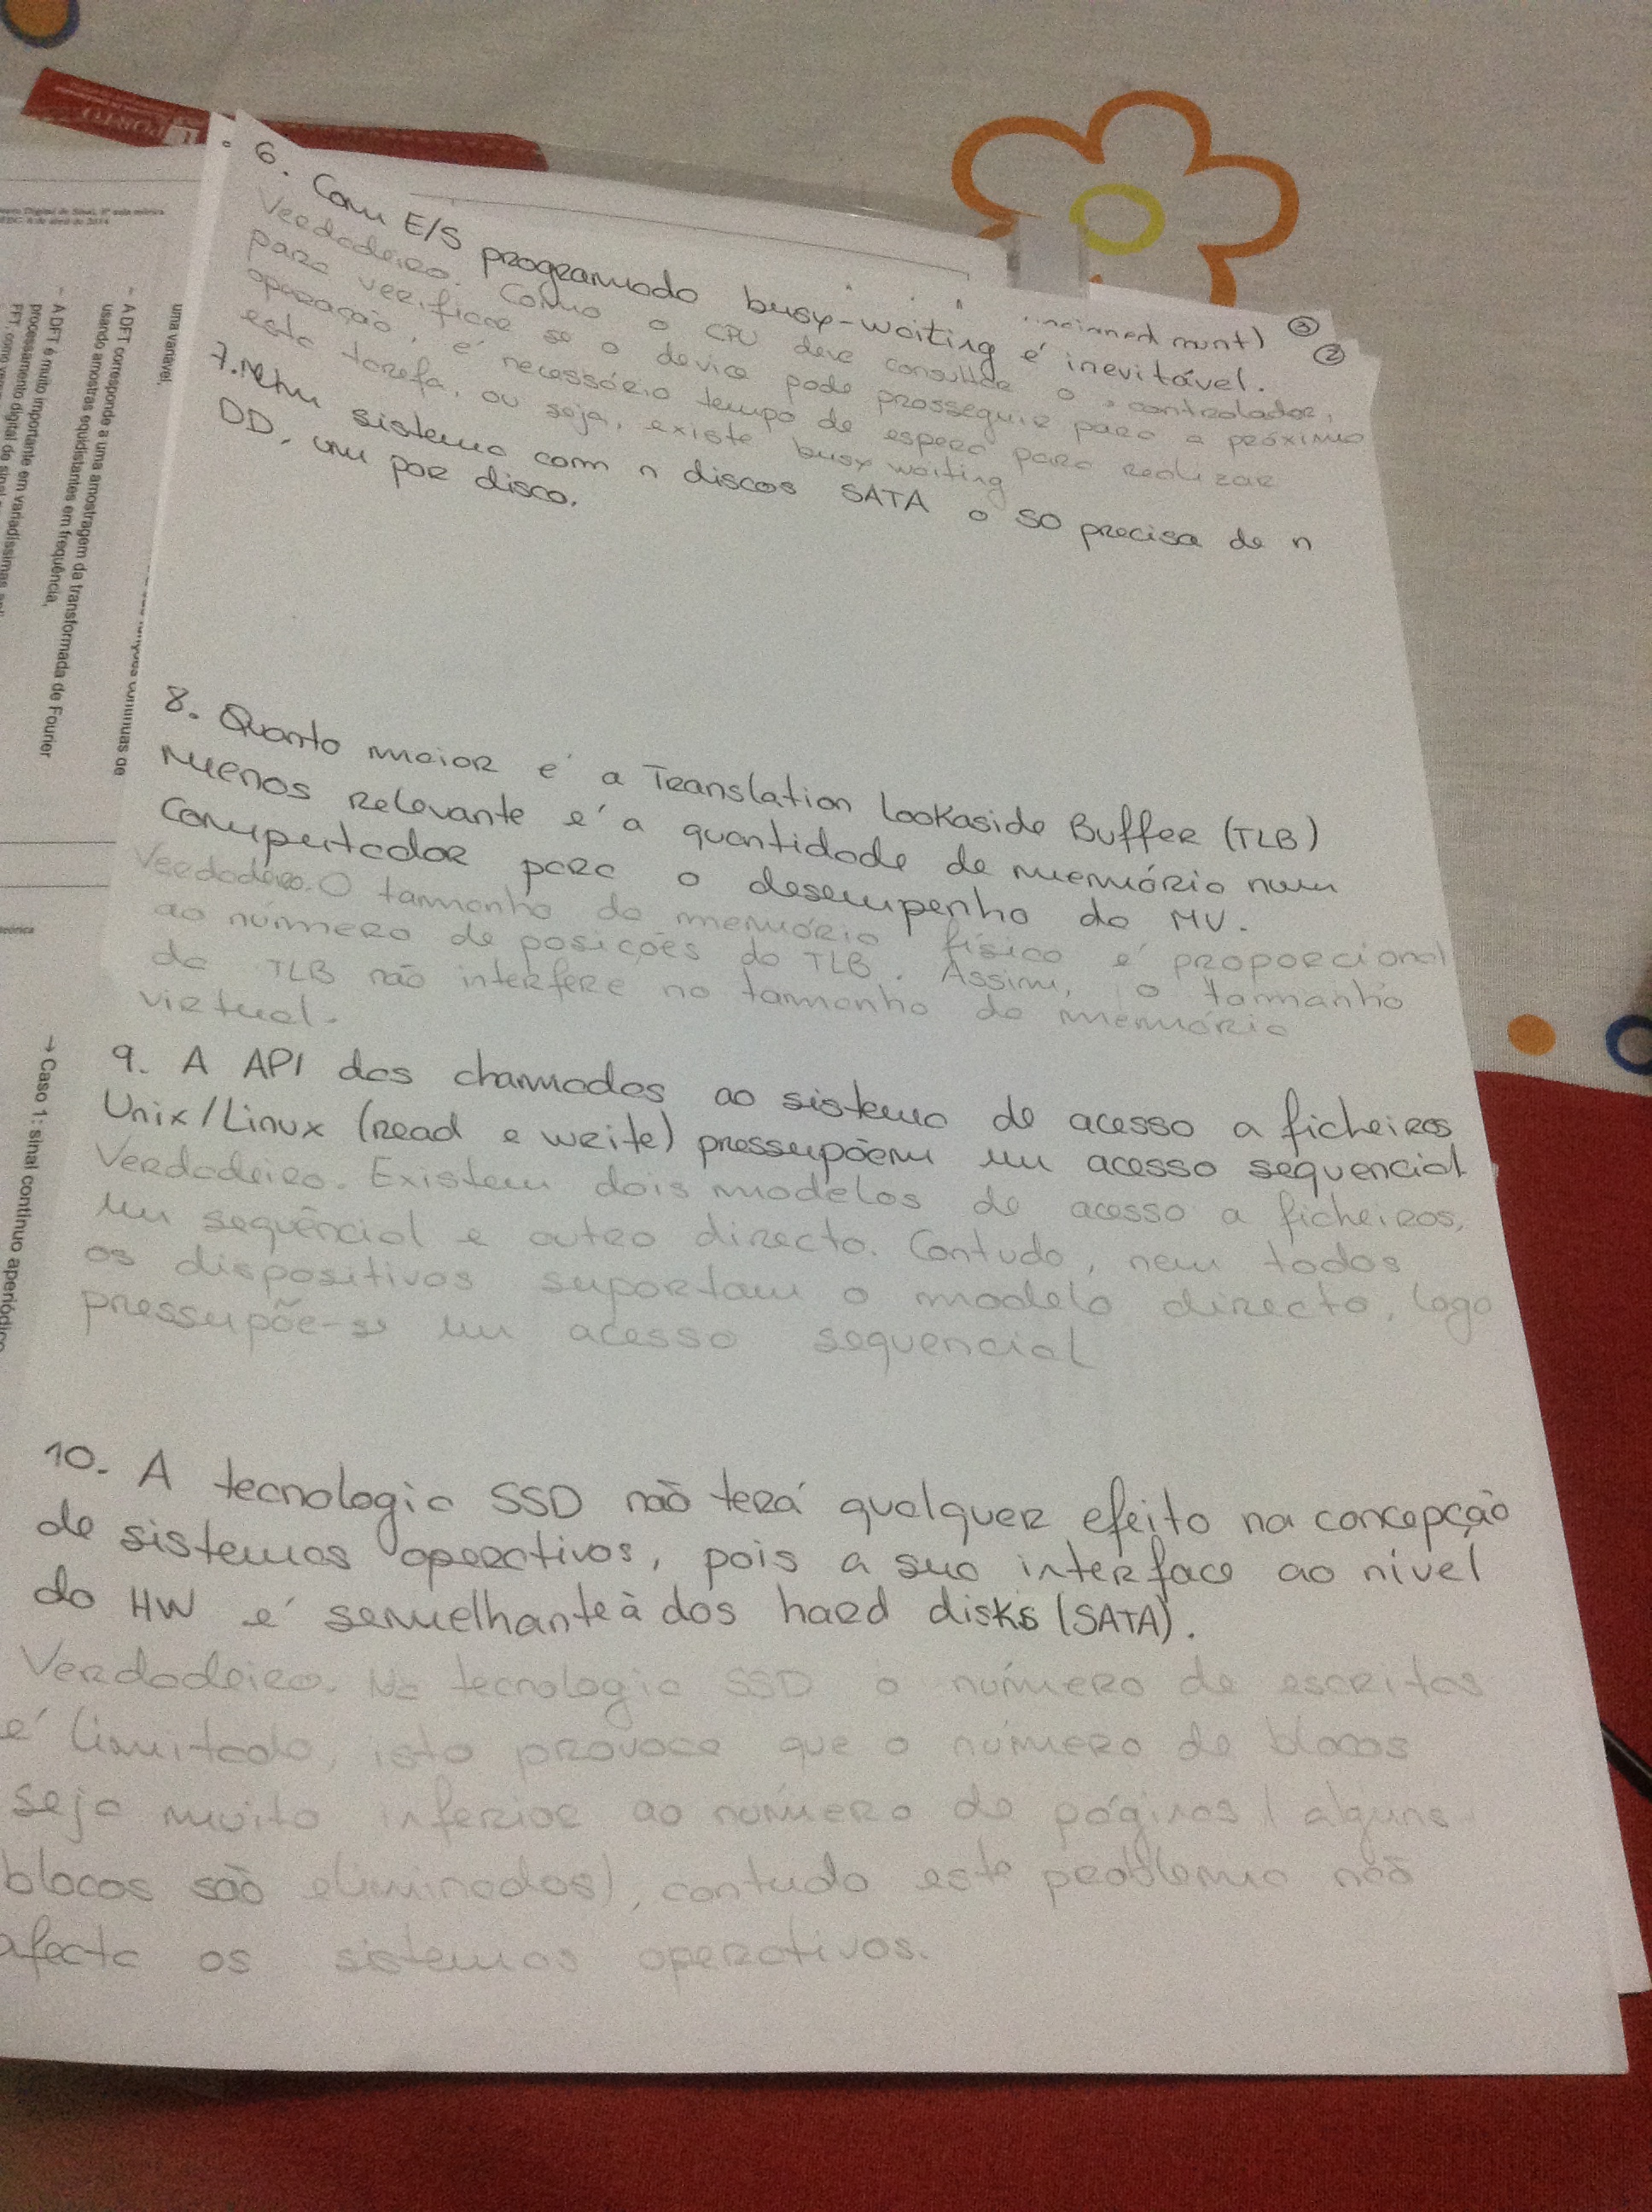 PORTO
uma variável,
- A DFT corresponde a uma amostragem da transformada de Fourier
usando amostras equidistantes em frequência,
- A DFT é muito importante em variadíssimas
processamento digital de sinal
→ Caso 1: sinal contínuo aperiódico
munt) ③
②
6. Com E/S programado busy-waiting é inevitável.
Verdadeiro. Como o CPU deve consultar o controlador,
para verificar se o device pode prosseguir para a próxima
operação, é necessário tempo de espera para realizar
esta tarefa, ou seja, existe busy waiting
7. Num sistema com n discos SATA o SO precisa de n
DD, um por disco.
8. Quanto maior é a Translation Lookaside Buffer (TLB)
menos relevante é a quantidade de memória num
computador para o desempenho do MV.
Verdadeiro. O tamanho da memória física é proporcional
ao número de posições do TLB. Assim, o tamanho
da TLB não interfere no tamanho da memória
virtual.
9. A API das chamadas ao sistema de acesso a ficheiros
Unix/Linux (read e write) pressupõem um acesso sequencial
Verdadeiro. Existem dois modelos de acesso a ficheiros,
um sequêncial e outro directo. Contudo, nem todos
os dispositivos suportam o modelo directo, logo
pressupõe-se um acesso sequencial
10. A tecnologia SSD não terá qualquer efeito na concepção
de sistemas operativos, pois a sua interface ao nível
do HW é semelhante à dos hard disks (SATA).
Verdadeiro. Na tecnologia SSD o número de escritas
é limitado, isto provoca que o número de blocos
seja muito inferior ao número de páginas (alguns
blocos são eliminados), contudo este problema não
afecta os sistemas operativos.